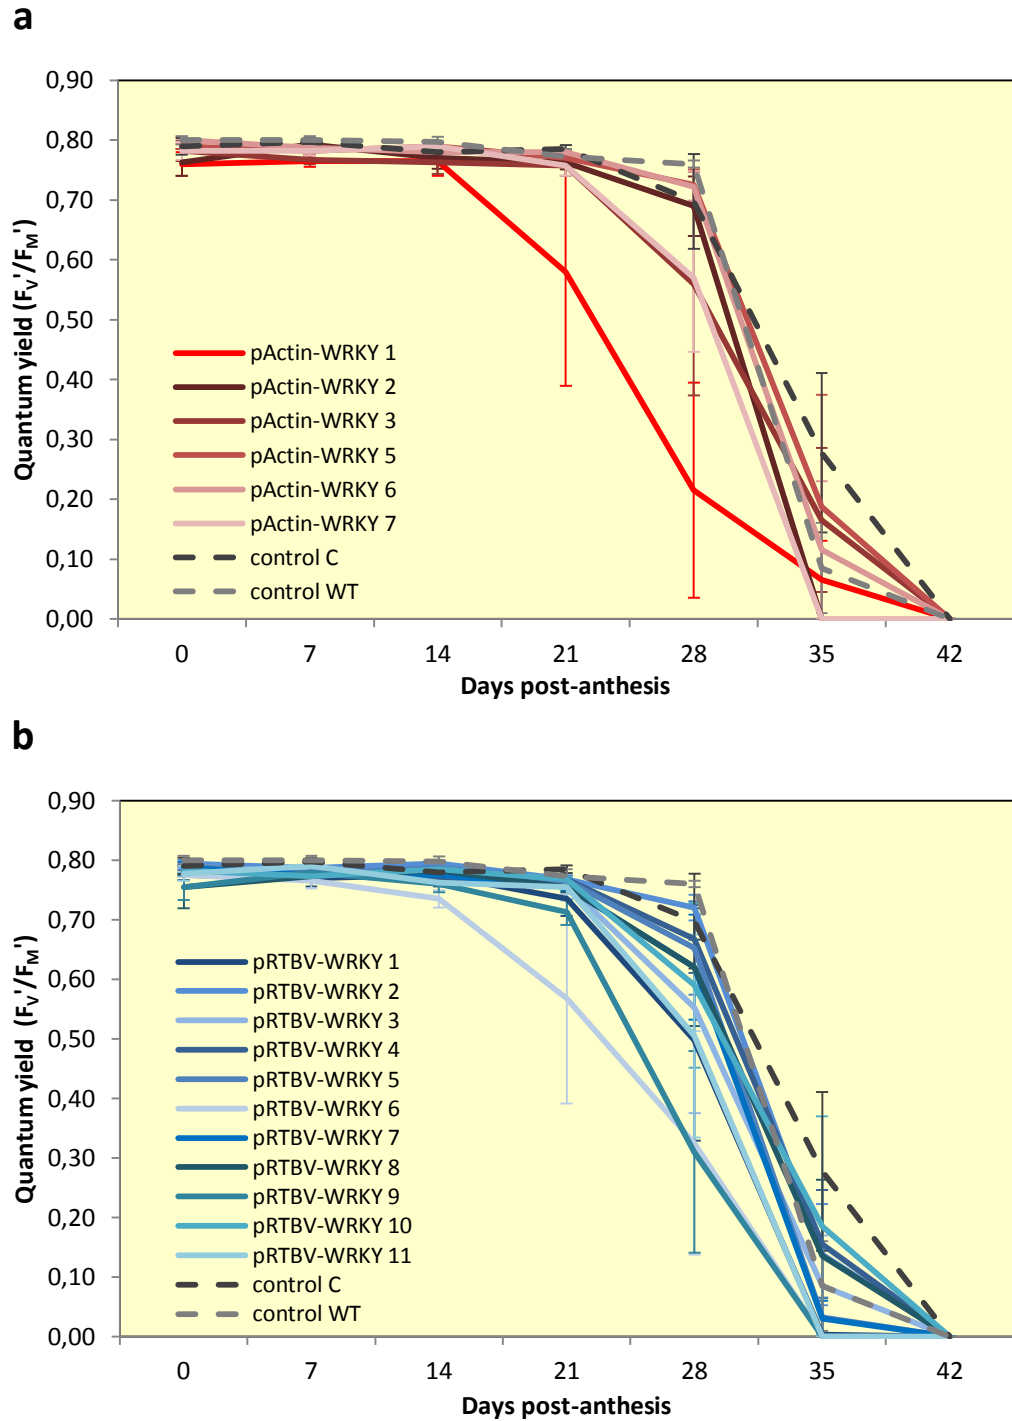 a
0,90
0,80
0,70
0,60
0,50
0,40
0,30
0,20
0,10
0,00
Quantum yield (FV'/FM')
pActin-WRKY 1
pActin-WRKY 2
pActin-WRKY 3
pActin-WRKY 5
pActin-WRKY 6
pActin-WRKY 7
control C
control WT
0 7 14 21 28 35 42
Days post-anthesis
b
0,90
0,80
0,70
0,60
0,50
0,40
0,30
0,20
0,10
0,00
Quantum yield (FV'/FM')
pRTBV-WRKY 1
pRTBV-WRKY 2
pRTBV-WRKY 3
pRTBV-WRKY 4
pRTBV-WRKY 5
pRTBV-WRKY 6
pRTBV-WRKY 7
pRTBV-WRKY 8
pRTBV-WRKY 9
pRTBV-WRKY 10
pRTBV-WRKY 11
control C
control WT
0 7 14 21 28 35 42
Days post-anthesis